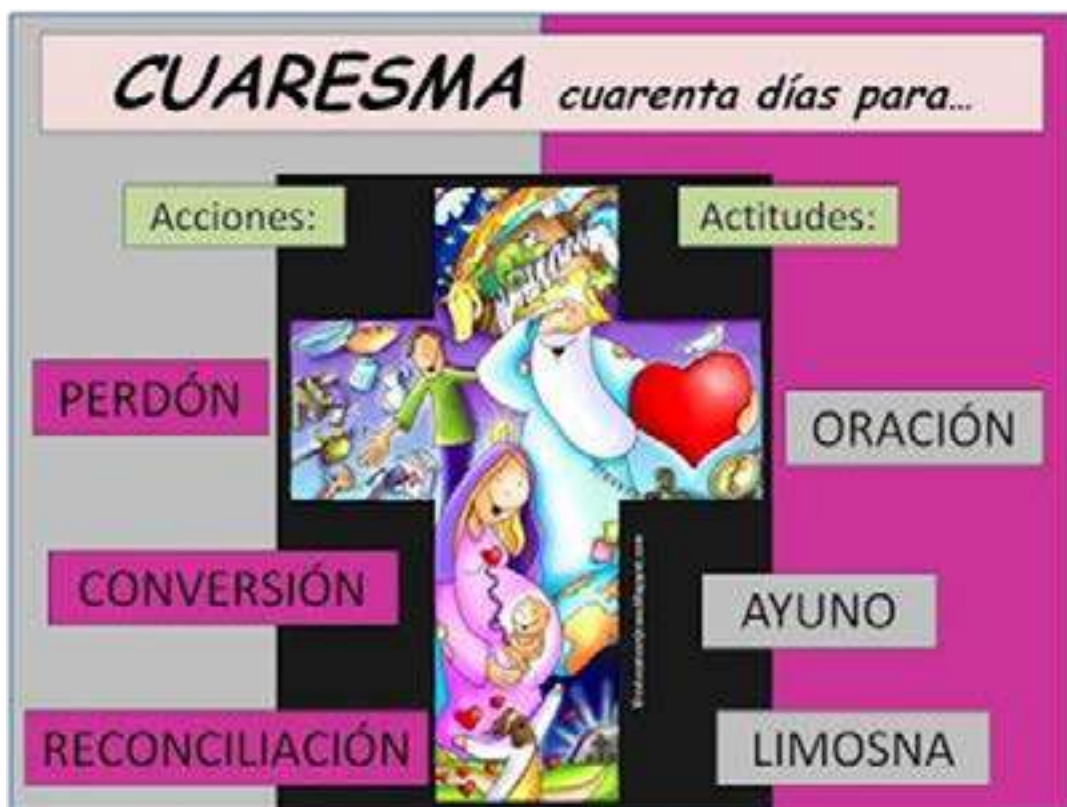 CUARESMA cuarenta días para...
Acciones:
Actitudes:
PERDÓN
ORACIÓN
CONVERSIÓN
AYUNO
RECONCILIACIÓN
LIMOSNA